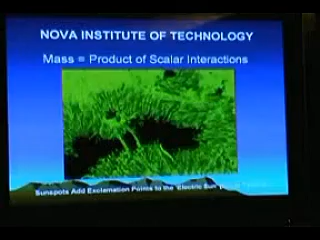 NOVA INSTITUTE OF TECHNOLOGY
Mass = Product of Scalar Interactions
Sunspots Add Exclamation Points to the 'Electric Sun'